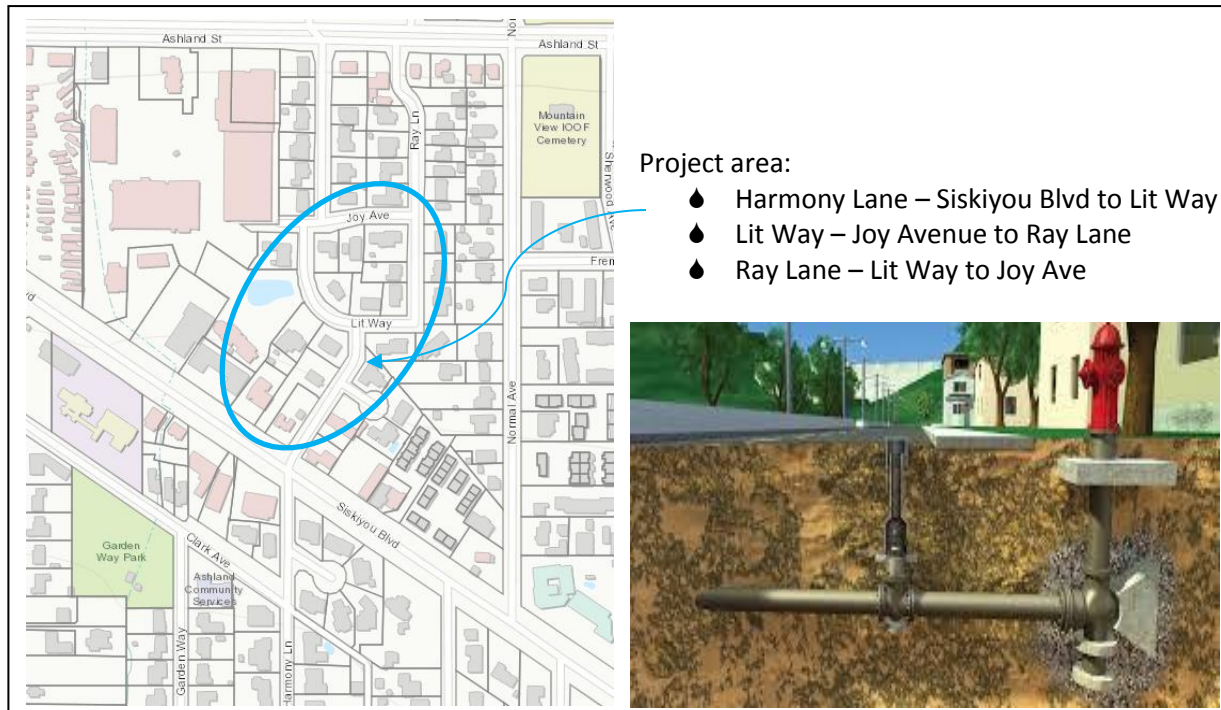 Ashland St
Ashland St
Ray Ln
Mountain
View IOOF
Cemetery
Sherwood Ave
Joy Ave
Lit Way
Normal Ave
Siskiyou Blvd
Clark Ave
Garden
Way Park
Ashland
Community
Services
Garden Way
Harmony Ln
Project area:
Harmony Lane – Siskiyou Blvd to Lit Way
Lit Way – Joy Avenue to Ray Lane
Ray Lane – Lit Way to Joy Ave